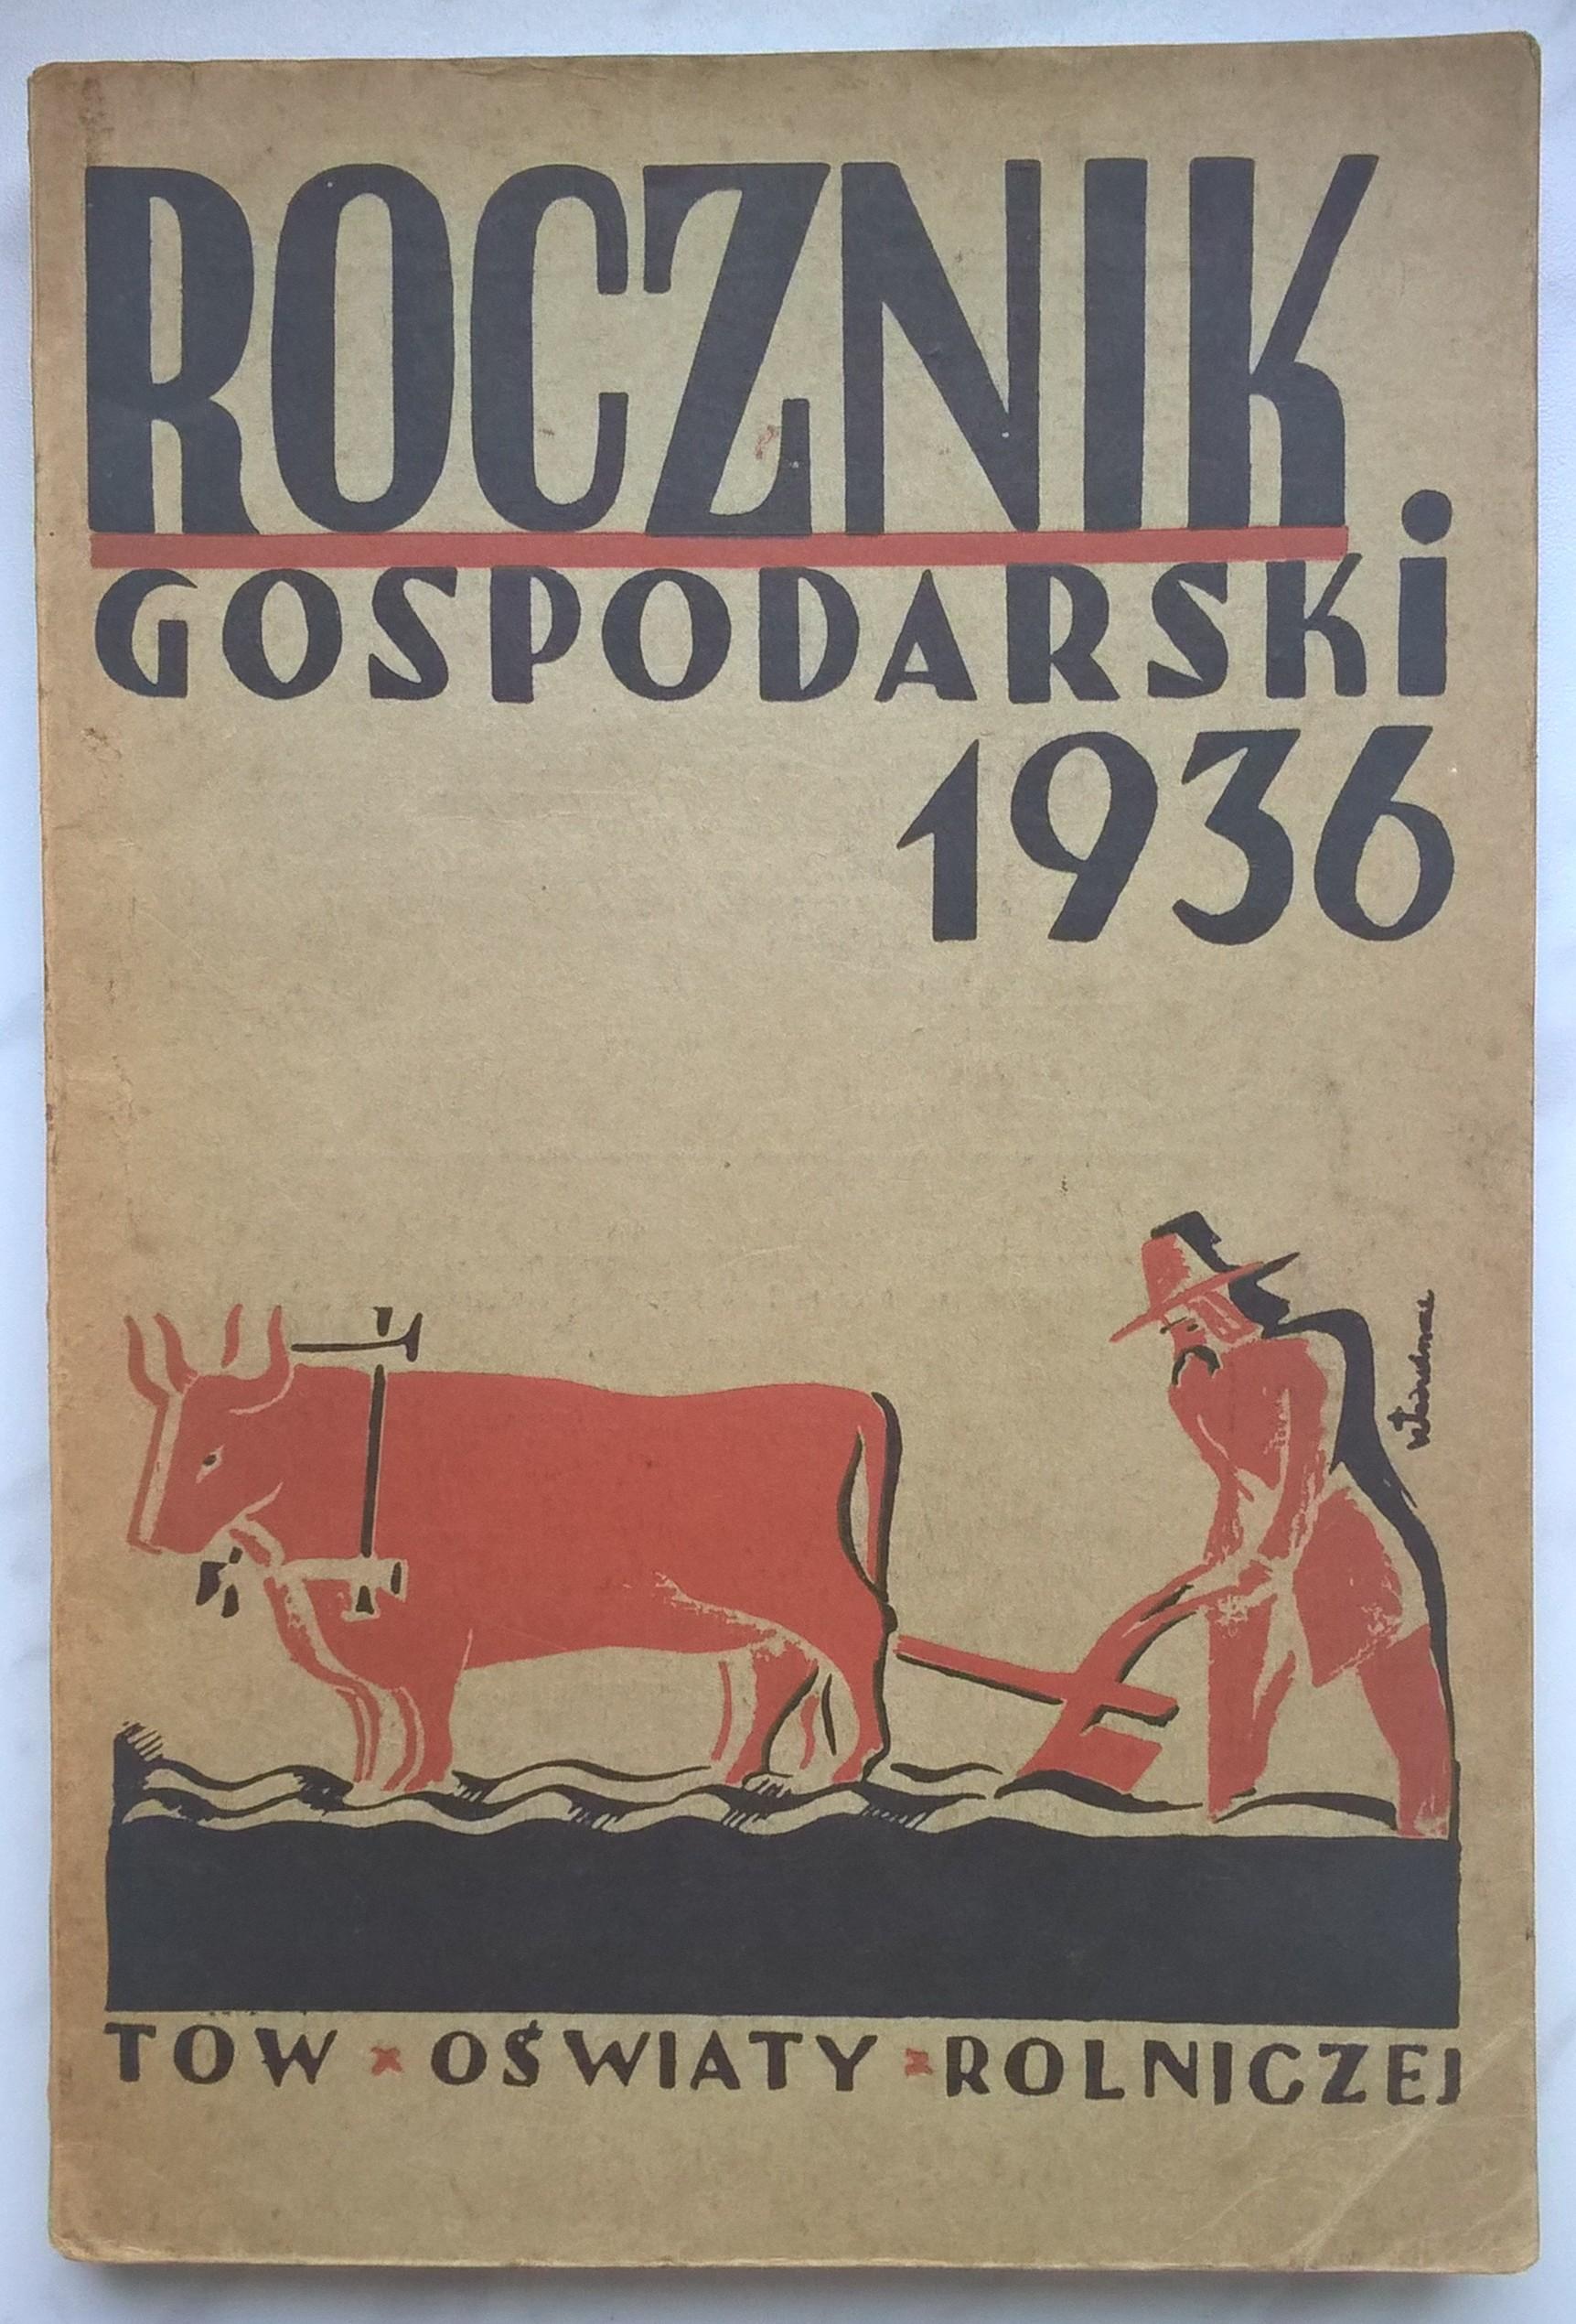 ROCZNIK
GOSPODARSKi
1936
TOW × OŚWIATY × ROLNICZEJ